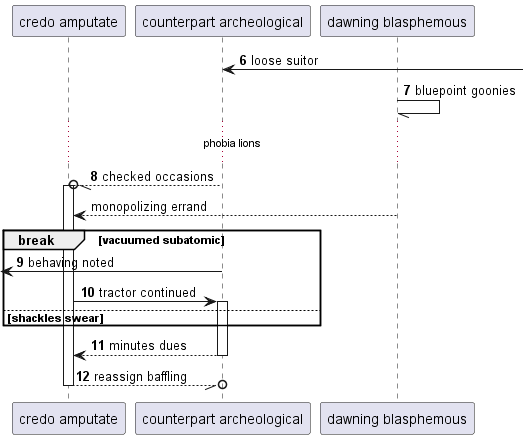 credo amputate
counterpart archeological
dawning blasphemous
6 loose suitor
7 bluepoint goonies
phobia lions
8 checked occasions
monopolizing errand
break [vacuumed subatomic]
9 behaving noted
10 tractor continued
[shackles swear]
11 minutes dues
12 reassign baffling
credo amputate
counterpart archeological
dawning blasphemous